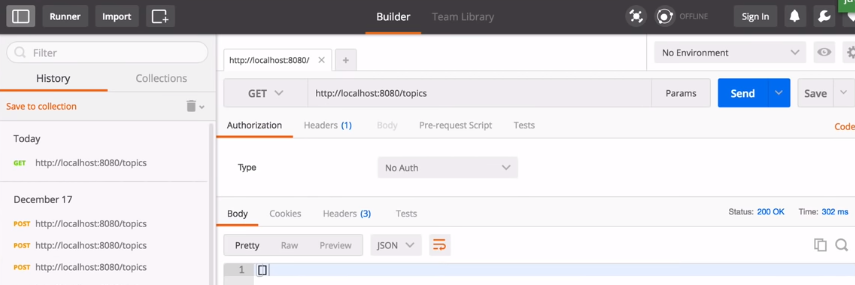 Runner Import Builder Team Library OFFLINE Sign In
Filter
History Collections
Save to collection
Today
GET http://localhost:8080/topics
December 17
POST http://localhost:8080/topics
POST http://localhost:8080/topics
POST http://localhost:8080/topics
http://localhost:8080/ × +
No Environment
GET http://localhost:8080/topics Params Send Save
Authorization Headers (1) Body Pre-request Script Tests Code
Type No Auth
Body Cookies Headers (3) Tests Status: 200 OK Time: 302 ms
Pretty Raw Preview JSON
1 []